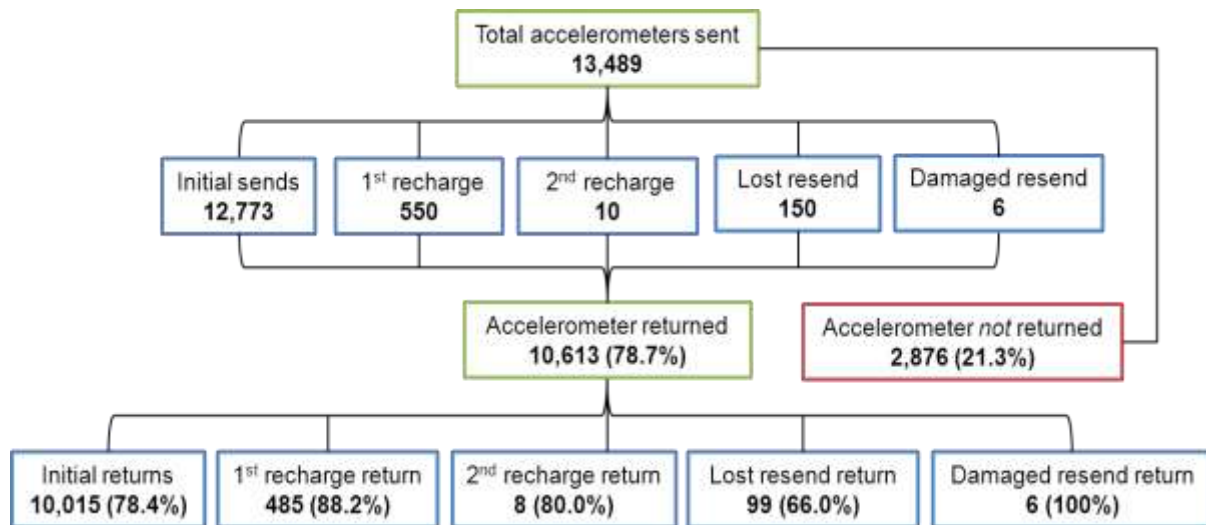 Total accelerometers sent
13,489
Initial sends
12,773
1st recharge
550
2nd recharge
10
Lost resend
150
Damaged resend
6
Accelerometer returned
10,613 (78.7%)
Accelerometer not returned
2,876 (21.3%)
Initial returns
10,015 (78.4%)
1st recharge return
485 (88.2%)
2nd recharge return
8 (80.0%)
Lost resend return
99 (66.0%)
Damaged resend return
6 (100%)